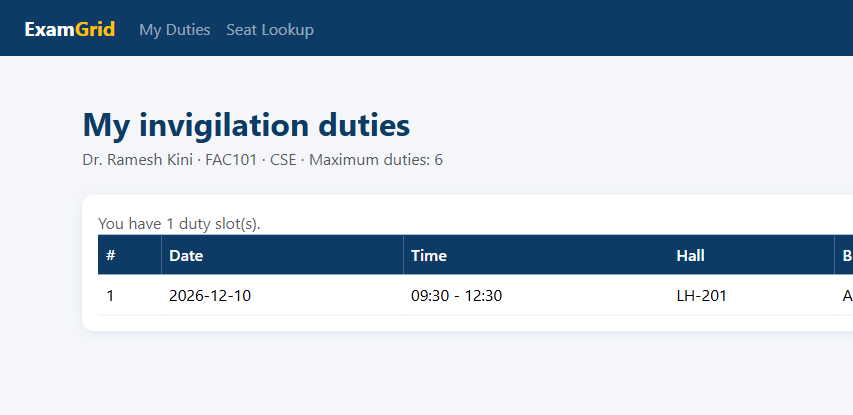 ExamGrid My Duties Seat Lookup
My invigilation duties
Dr. Ramesh Kini · FAC101 · CSE · Maximum duties: 6
You have 1 duty slot(s).
# Date Time Hall
1 2026-12-10 09:30 - 12:30 LH-201